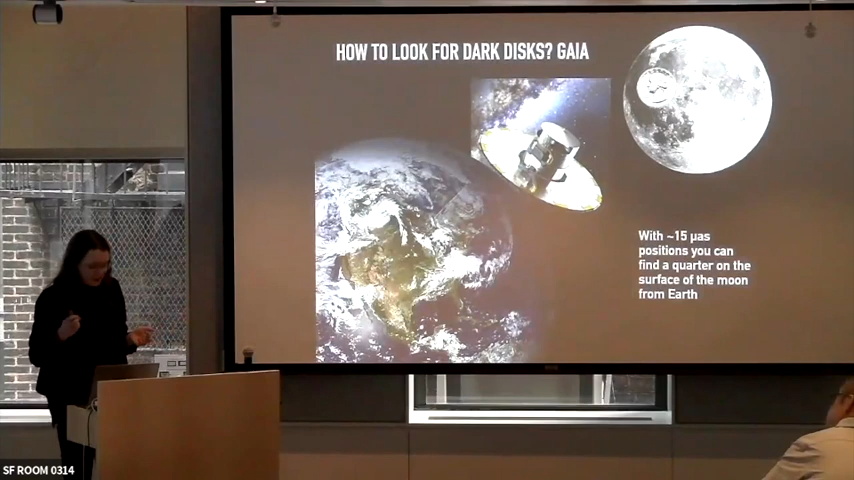 HOW TO LOOK FOR DARK DISKS? GAIA
With ~15 µas
positions you can
find a quarter on the
surface of the moon
from Earth
SF ROOM 0314